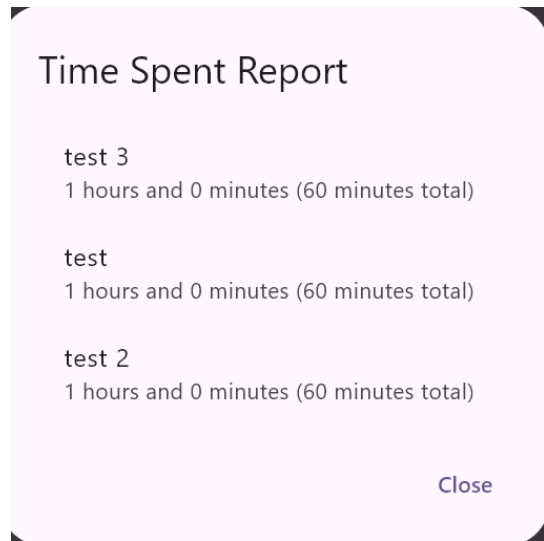 Time Spent Report
test 3
1 hours and 0 minutes (60 minutes total)
test
1 hours and 0 minutes (60 minutes total)
test 2
1 hours and 0 minutes (60 minutes total)
Close